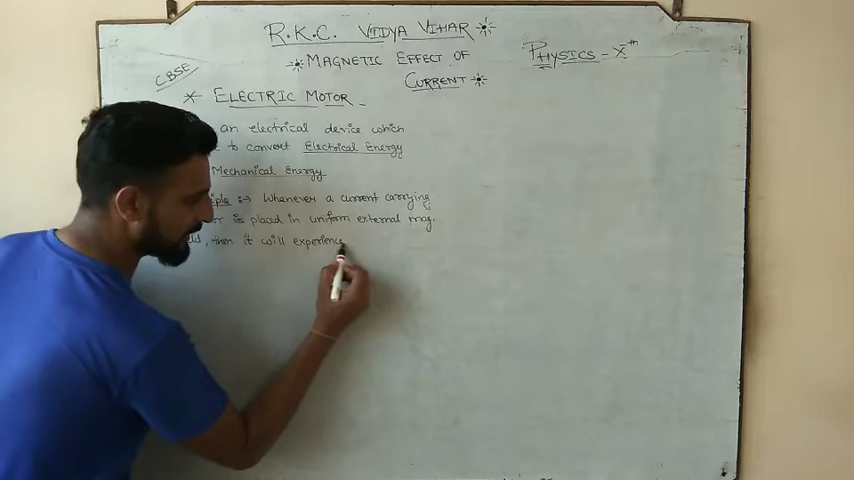 R.K.C. VIDYA VIHAR
PHYSICS - Xth
MAGNETIC EFFECT OF
CURRENT
CBSE
* ELECTRIC MOTOR -
an electrical device which
to convert Electrical Energy
Mechanical Energy
:→ Whenever a current carrying
is placed in uniform external mag.
, then it will experience